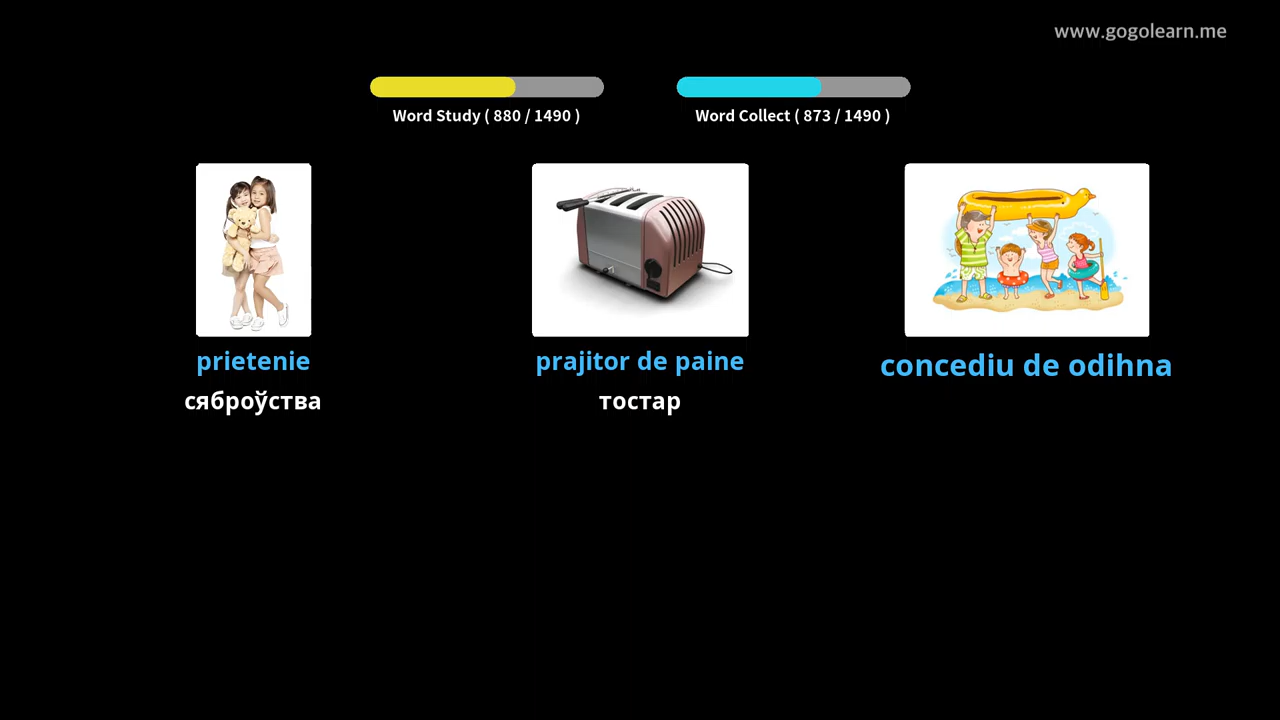 www.gogolearn.me
Word Study ( 880 / 1490 )
Word Collect ( 873 / 1490 )
prietenie
prajitor de paine
concediu de odihna
сяброўства
тостар